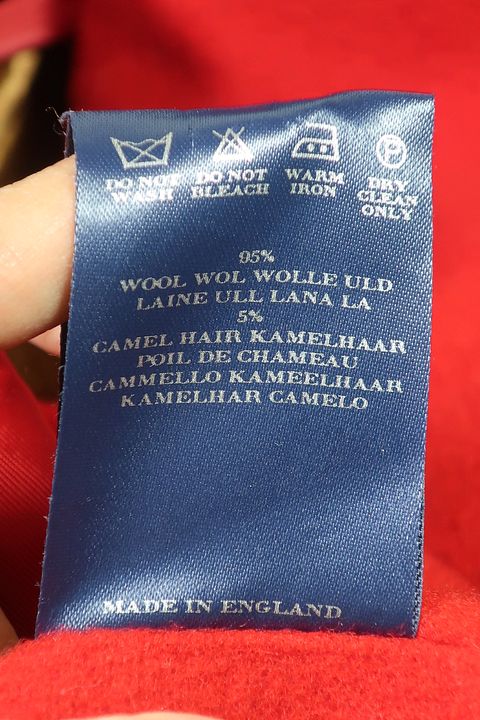 DO NOT WASH
DO NOT BLEACH
WARM IRON
P
DRY CLEAN ONLY
95%
WOOL WOL WOLLE ULD
LAINE ULL LANA LA
5%
CAMEL HAIR KAMELHAAR
POIL DE CHAMEAU
CAMMELLO KAMEELHAAR
KAMELHAR CAMELO
MADE IN ENGLAND